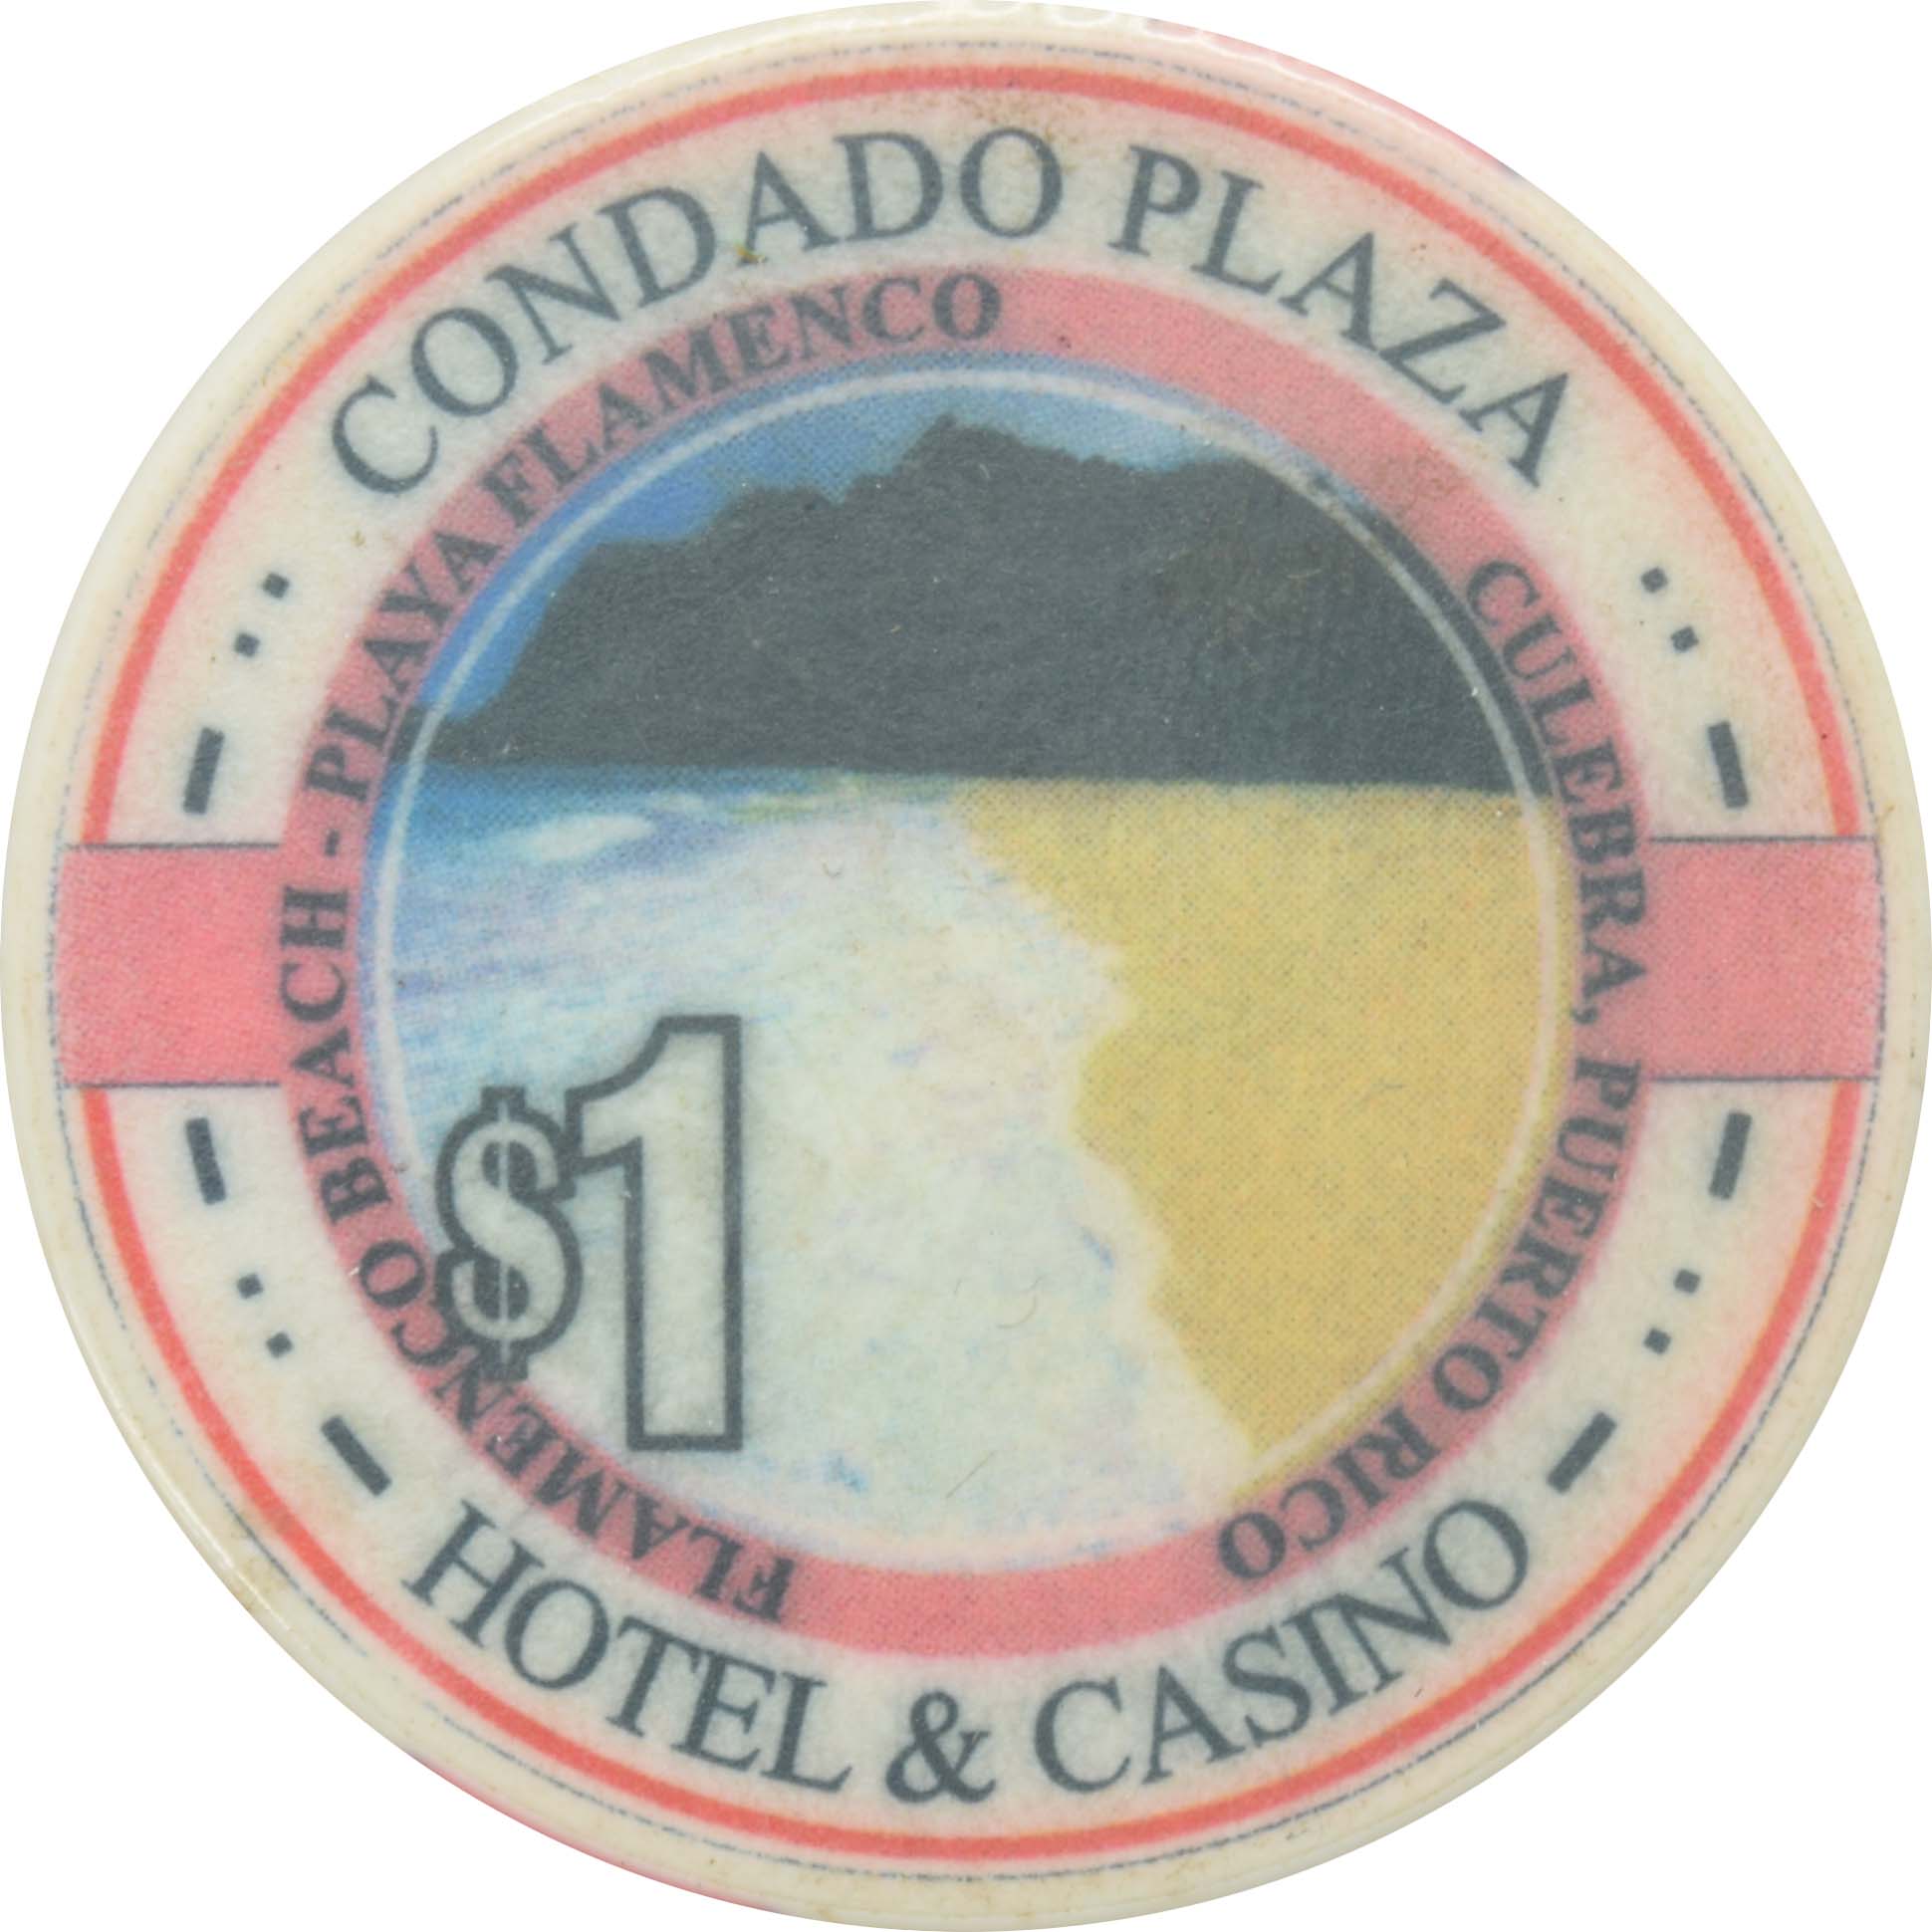 CONDADO PLAZA
FLAMENCO BEACH - PLAYA FLAMENCO
CULEBRA, PUERTO RICO
$1
HOTEL & CASINO